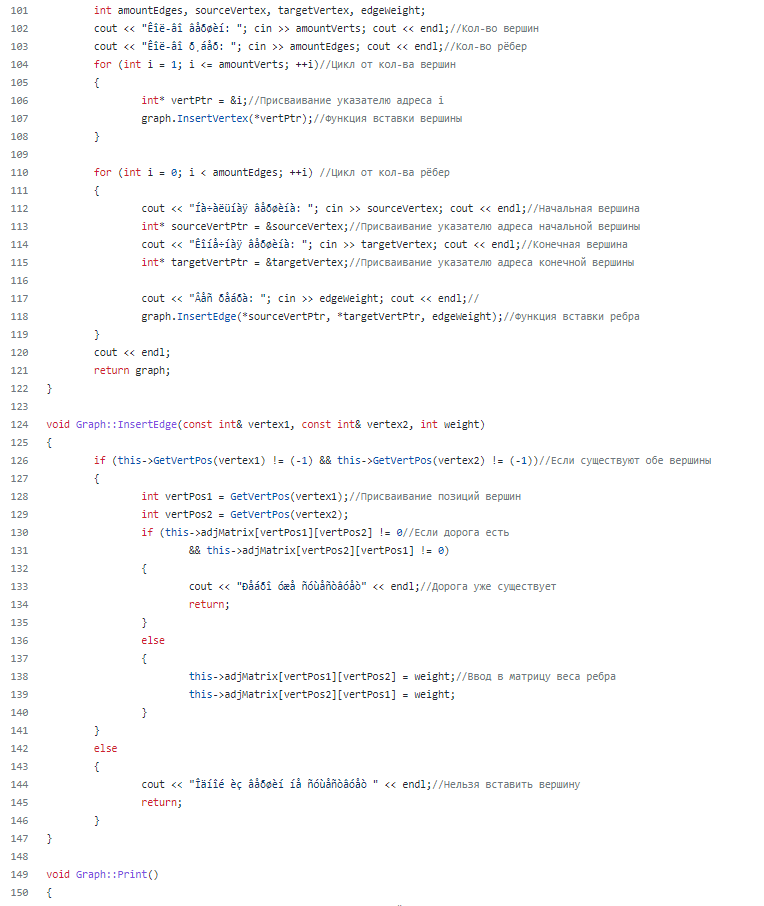 101 int amountEdges, sourceVertex, targetVertex, edgeWeight;
102 cout << "Êîë-âî âåðøèí: "; cin >> amountVerts; cout << endl;//Кол-во вершин
103 cout << "Êîë-âî ð¸áåð: "; cin >> amountEdges; cout << endl;//Кол-во рёбер
104 for (int i = 1; i <= amountVerts; ++i)//Цикл от кол-ва вершин
105 {
106 int* vertPtr = &i;//Присваивание указателю адреса i
107 graph.InsertVertex(*vertPtr);//Функция вставки вершины
108 }
109
110 for (int i = 0; i < amountEdges; ++i) //Цикл от кол-ва рёбер
111 {
112 cout << "Íà÷àëüíàÿ âåðøèíà: "; cin >> sourceVertex; cout << endl;//Начальная вершина
113 int* sourceVertPtr = &sourceVertex;//Присваивание указателю адреса начальной вершины
114 cout << "Êîíå÷íàÿ âåðøèíà: "; cin >> targetVertex; cout << endl;//Конечная вершина
115 int* targetVertPtr = &targetVertex;//Присваивание указателю адреса конечной вершины
116
117 cout << "Âåñ ðåáðà: "; cin >> edgeWeight; cout << endl;//
118 graph.InsertEdge(*sourceVertPtr, *targetVertPtr, edgeWeight);//Функция вставки ребра
119 }
120 cout << endl;
121 return graph;
122 }
123
124 void Graph::InsertEdge(const int& vertex1, const int& vertex2, int weight)
125 {
126 if (this->GetVertPos(vertex1) != (-1) && this->GetVertPos(vertex2) != (-1))//Если существуют обе вершины
127 {
128 int vertPos1 = GetVertPos(vertex1);//Присваивание позиций вершин
129 int vertPos2 = GetVertPos(vertex2);
130 if (this->adjMatrix[vertPos1][vertPos2] != 0//Если дорога есть
131 && this->adjMatrix[vertPos2][vertPos1] != 0)
132 {
133 cout << "Ðåáðî óæå ñóùåñòâóåò" << endl;//Дорога уже существует
134 return;
135 }
136 else
137 {
138 this->adjMatrix[vertPos1][vertPos2] = weight;//Ввод в матрицу веса ребра
139 this->adjMatrix[vertPos2][vertPos1] = weight;
140 }
141 }
142 else
143 {
144 cout << "Îäíîé èç âåðøèí íå ñóùåñòâóåò " << endl;//Нельзя вставить вершину
145 return;
146 }
147 }
148
149 void Graph::Print()
150 {